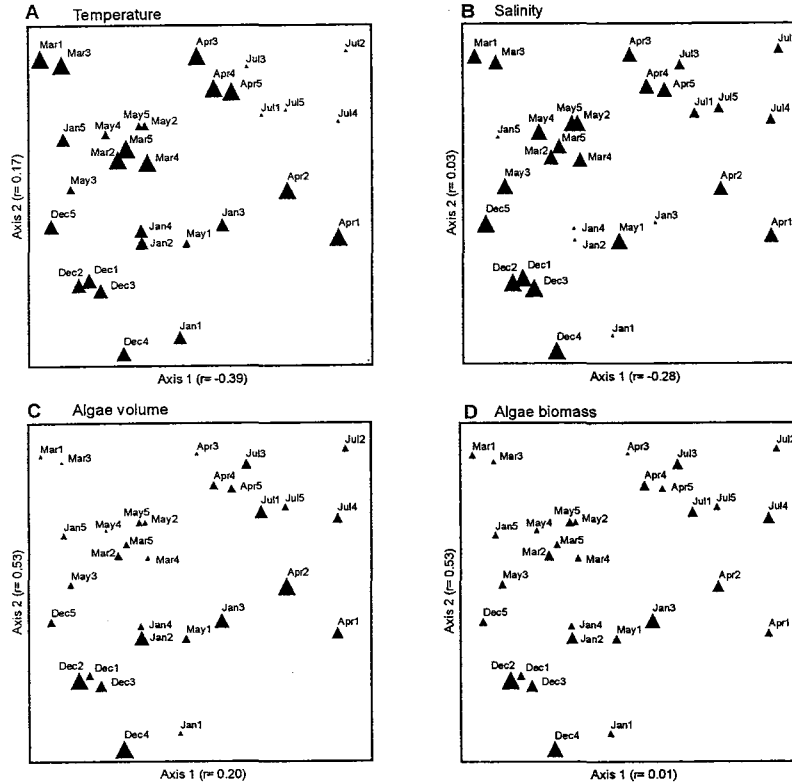 A Temperature
Mar1
Mar3
Apr3
Jul3
Jul2
Apr4
Apr5
Jul1
Jul5
Jul4
May5
May2
May4
Jan5
Mar5
Mar2
Mar4
May3
Apr2
Dec5
Jan4
Jan3
Jan2
May1
Apr1
Dec2
Dec1
Dec3
Jan1
Dec4
Axis 2 (r= 0.17)
Axis 1 (r= -0.39)
B Salinity
Mar1
Mar3
Apr3
Jul3
Jul
Apr4
Apr5
Jul1
Jul5
Jul4
May5
May2
May4
Jan5
Mar5
Mar2
Mar4
May3
Apr2
Dec5
Jan4
Jan3
Jan2
May1
Apr1
Dec2
Dec1
Dec3
Jan1
Dec4
Axis 2 (r= 0.03)
Axis 1 (r= -0.28)
C Algae volume
Mar1
Mar3
Apr3
Jul3
Jul2
Apr4
Apr5
Jul1
Jul5
Jul4
May5
May2
May4
Jan5
Mar5
Mar2
Mar4
May3
Apr2
Dec5
Jan4
Jan3
Jan2
May1
Apr1
Dec2
Dec1
Dec3
Jan1
Dec4
Axis 2 (r= 0,53)
Axis 1 (r= 0.20)
D Algae biomass
Mar1
Mar3
Apr3
Jul3
Jul2
Apr4
Apr5
Jul1
Jul5
Jul4
May5
May2
May4
Jan5
Mar5
Mar2
Mar4
May3
Apr2
Dec5
Jan4
Jan3
Jan2
May1
Apr1
Dec2
Dec1
Dec3
Jan1
Dec4
Axis 2 (r= 0,53)
Axis 1 (r= 0.01)